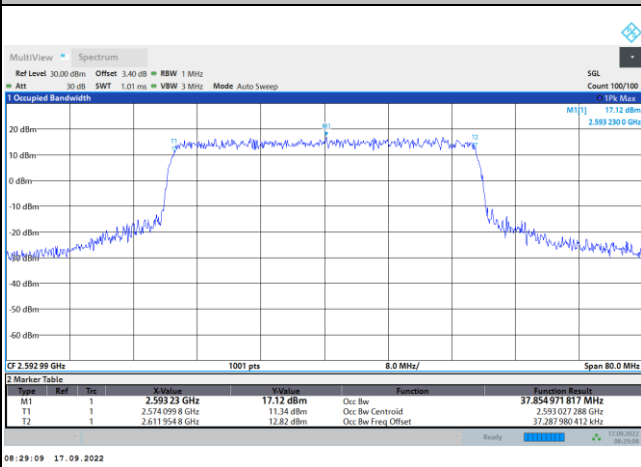 MultiView Spectrum
Ref Level 30.00 dBm Offset 3.40 dB RBW 1 MHz SGL
Att 30 dB SWT 1.01 ms VBW 3 MHz Mode Auto Sweep Count 100/100
1 Occupied Bandwidth 1Pk Max
M1[1] 17.12 dBm
2.593 230 0 GHz
M1
T1
T2
20 dBm
10 dBm
0 dBm
-10 dBm
-20 dBm
-30 dBm
-40 dBm
-50 dBm
-60 dBm
CF 2.592 99 GHz 1001 pts 8.0 MHz/ Span 80.0 MHz
2 Marker Table
Type Ref Trc X-Value Y-Value Function Function Result
M1 1 2.593 23 GHz 17.12 dBm Occ Bw 37.854 971 817 MHz
T1 1 2.574 099 8 GHz 11.34 dBm Occ Bw Centroid 2.593 027 288 GHz
T2 1 2.611 954 8 GHz 12.82 dBm Occ Bw Freq Offset 37.287 980 412 kHz
Ready 17.09.2022
08:29:08
08:29:09 17.09.2022